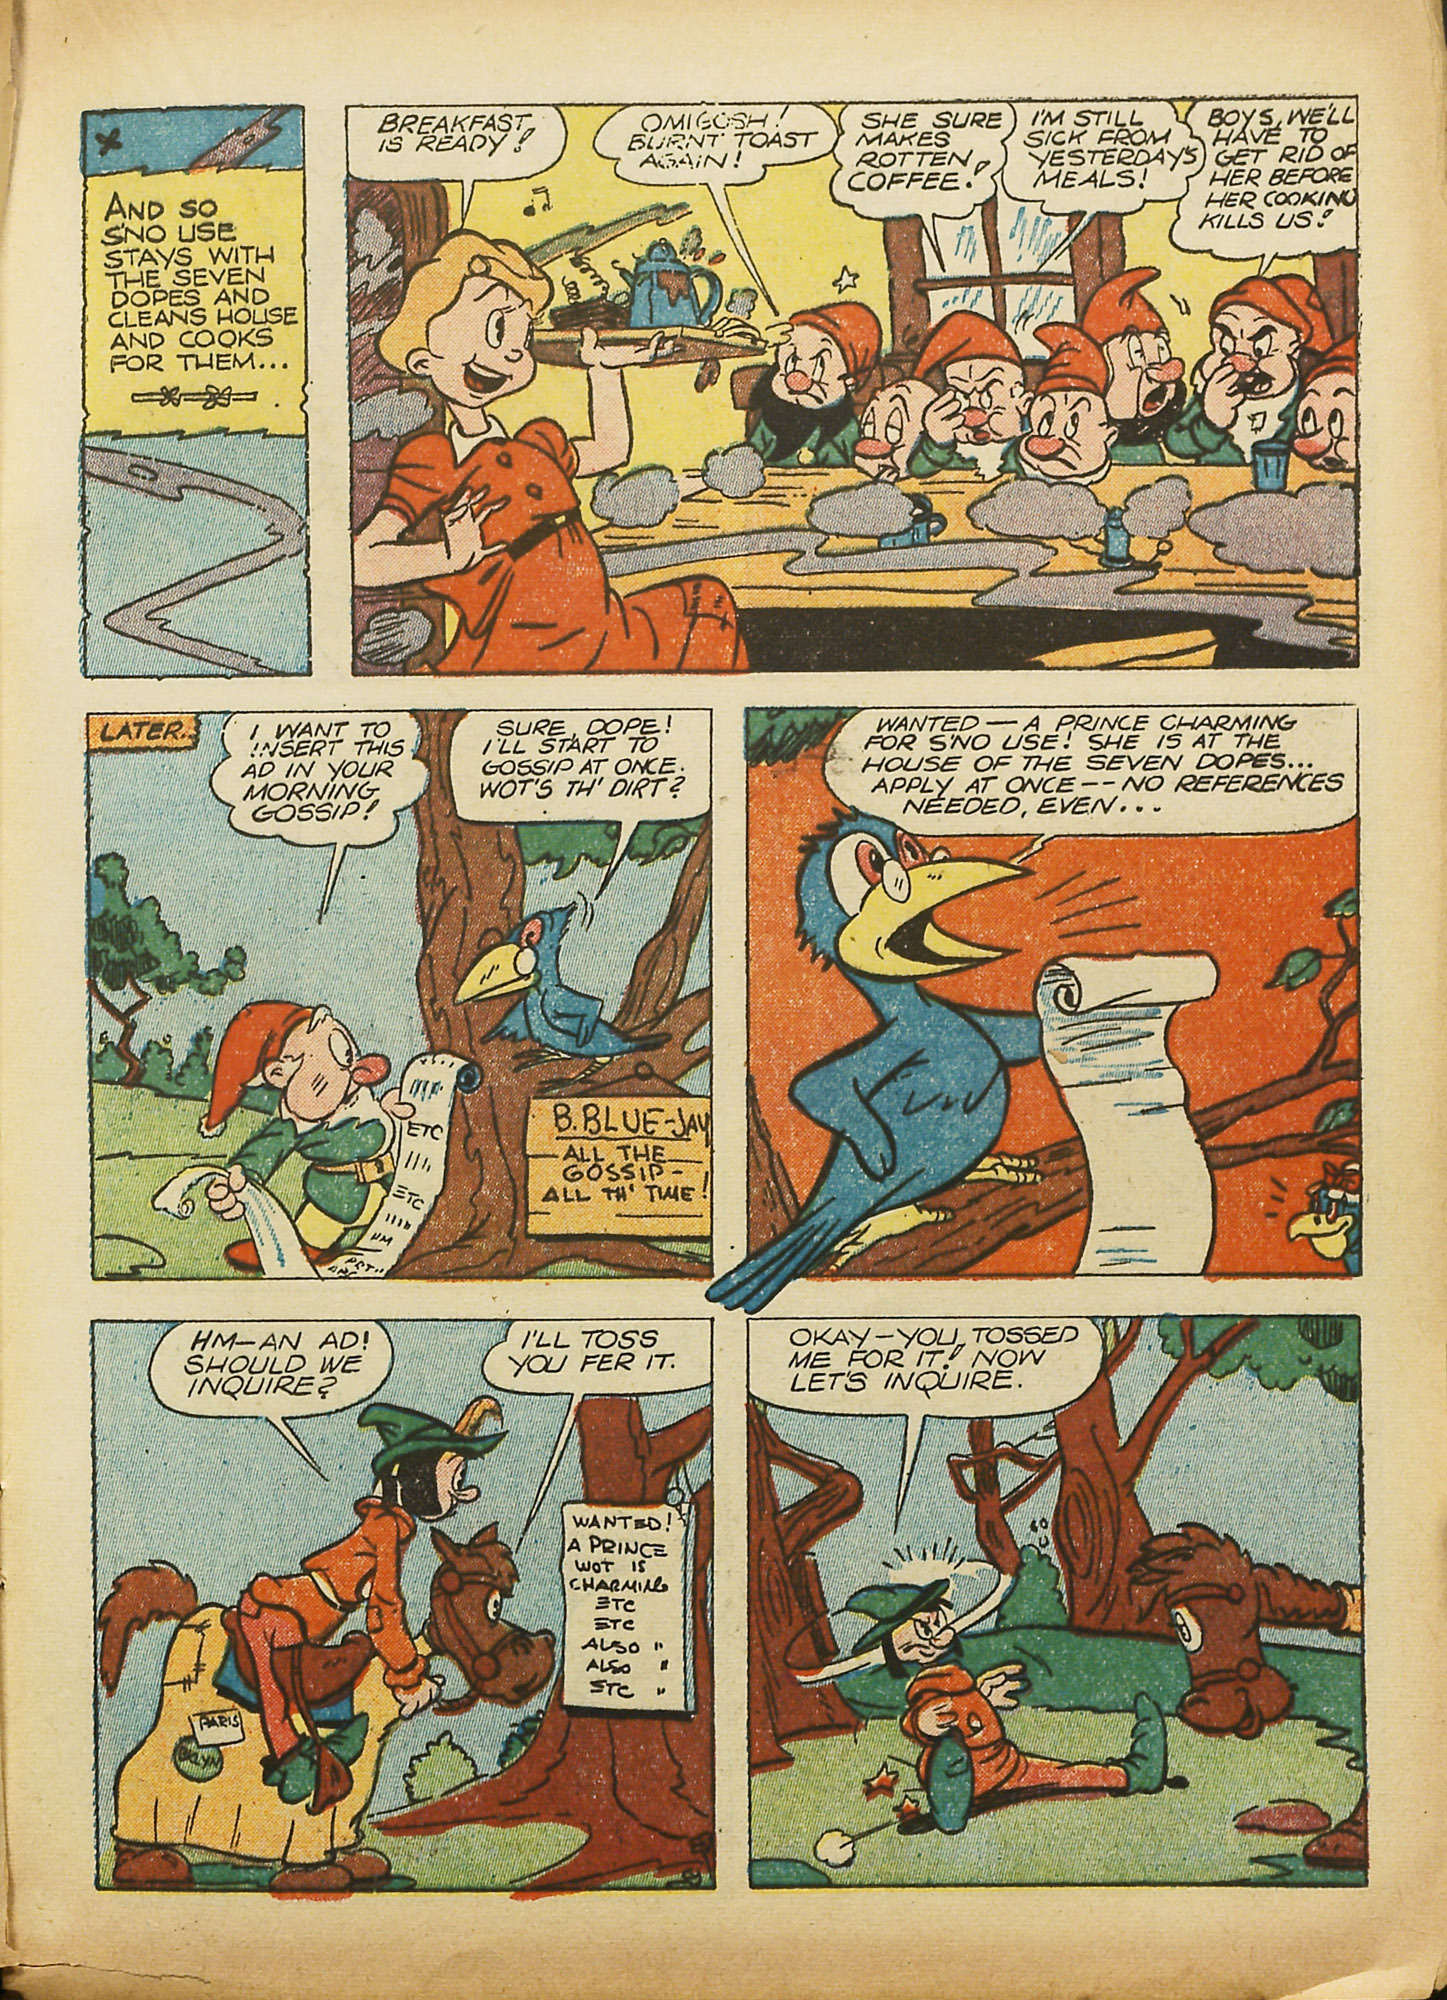 AND SO
S'NO USE
STAYS WITH
THE SEVEN
DOPES AND
CLEANS HOUSE
AND COOKS
FOR THEM...
BREAKFAST
IS READY!
OMIGOSH!
BURNT TOAST
AGAIN!
SHE SURE
MAKES
ROTTEN
COFFEE!
I'M STILL
SICK FROM
YESTERDAY'S
MEALS!
BOYS, WE'LL
HAVE TO
GET RID OF
HER BEFORE
HER COOKING
KILLS US!
LATER..
I WANT TO
INSERT THIS
AD IN YOUR
MORNING
GOSSIP!
SURE, DOPE!
I'LL START TO
GOSSIP AT ONCE.
WOT'S TH' DIRT?
ETC
ETC
B. BLUE-JAY
ALL THE
GOSSIP-
ALL TH' TIME!
WANTED — A PRINCE CHARMING
FOR S'NO USE! SHE IS AT THE
HOUSE OF THE SEVEN DOPES...
APPLY AT ONCE -- NO REFERENCES
NEEDED, EVEN...
HM—AN AD!
SHOULD WE
INQUIRE?
I'LL TOSS
YOU FER IT.
WANTED!
A PRINCE
WOT IS
CHARMING
ETC
ETC
ALSO "
ALSO "
ETC "
PARIS
BKLYN
OKAY — YOU TOSSED
ME FOR IT! NOW
LET'S INQUIRE.